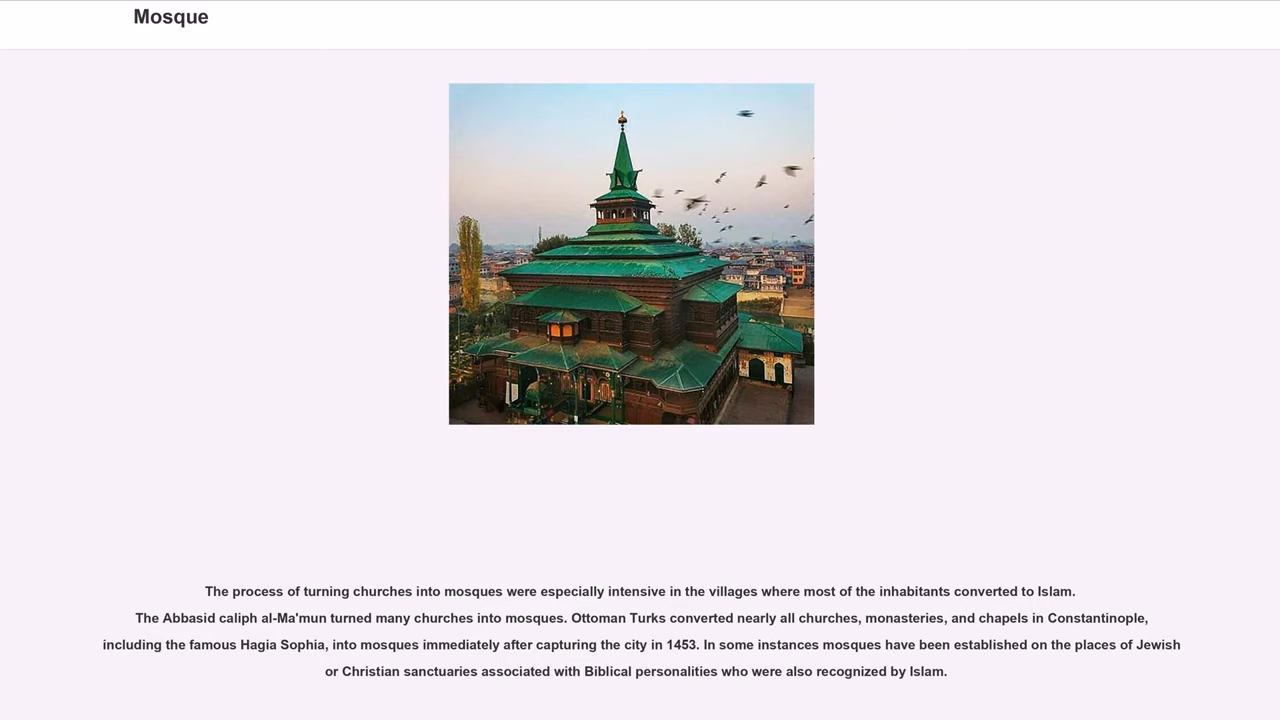 Mosque
The process of turning churches into mosques were especially intensive in the villages where most of the inhabitants converted to Islam.
The Abbasid caliph al-Ma'mun turned many churches into mosques. Ottoman Turks converted nearly all churches, monasteries, and chapels in Constantinople,
including the famous Hagia Sophia, into mosques immediately after capturing the city in 1453. In some instances mosques have been established on the places of Jewish
or Christian sanctuaries associated with Biblical personalities who were also recognized by Islam.